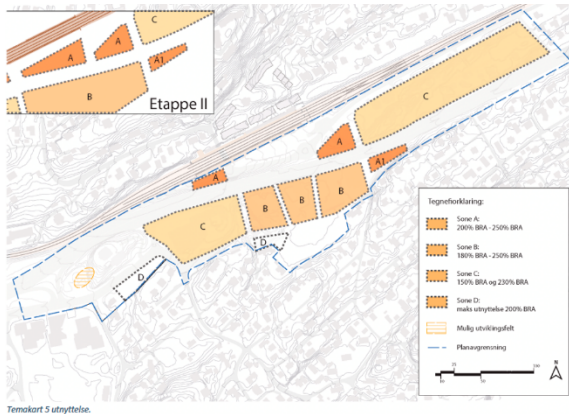 C
A
A
A1
B
Etappe II
C
A
A1
A
B
B
B
C
D
D
Tegneforklaring:
Sone A:
200% BRA - 250% BRA
Sone B:
180% BRA - 250% BRA
Sone C:
150% BRA og 230% BRA
Sone D:
maks utnyttelse 200% BRA
Mulig utviklingsfelt
Planavgrensning
N
Temakart 5 utnyttelse.